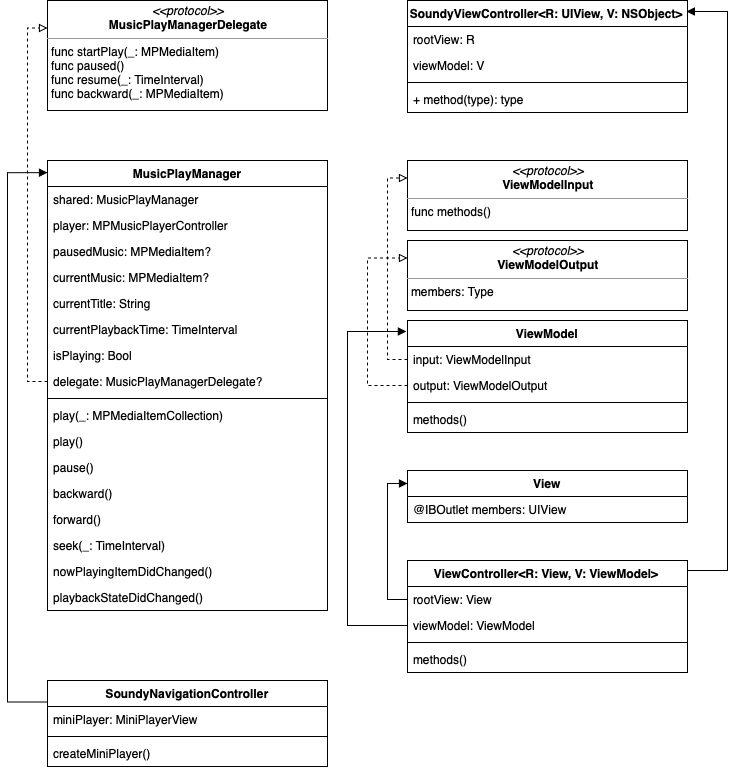 <<protocol>>
MusicPlayManagerDelegate
func startPlay(_: MPMediaItem)
func paused()
func resume(_: TimeInterval)
func backward(_: MPMediaItem)
MusicPlayManager
shared: MusicPlayManager
player: MPMusicPlayerController
pausedMusic: MPMediaItem?
currentMusic: MPMediaItem?
currentTitle: String
currentPlaybackTime: TimeInterval
isPlaying: Bool
delegate: MusicPlayManagerDelegate?
play(_: MPMediaItemCollection)
play()
pause()
backward()
forward()
seek(_: TimeInterval)
nowPlayingItemDidChanged()
playbackStateDidChanged()
SoundyNavigationController
miniPlayer: MiniPlayerView
createMiniPlayer()
SoundyViewController<R: UIView, V: NSObject>
rootView: R
viewModel: V
+ method(type): type
<<protocol>>
ViewModelInput
func methods()
<<protocol>>
ViewModelOutput
members: Type
ViewModel
input: ViewModelInput
output: ViewModelOutput
methods()
View
@IBOutlet members: UIView
ViewController<R: View, V: ViewModel>
rootView: View
viewModel: ViewModel
methods()